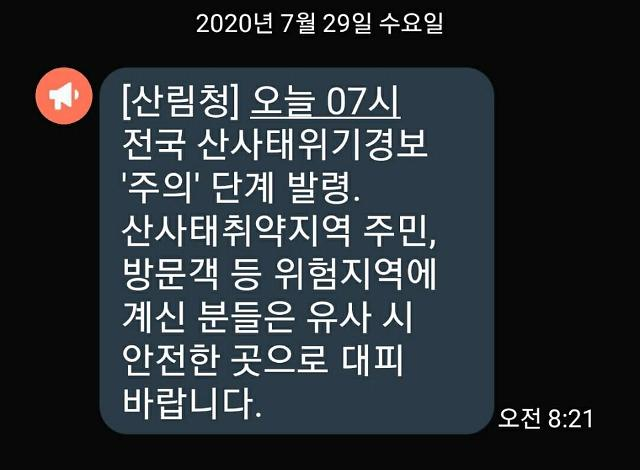 2020년 7월 29일 수요일
[산림청] 오늘 07시
전국 산사태위기경보
'주의' 단계 발령.
산사태취약지역 주민,
방문객 등 위험지역에
계신 분들은 유사 시
안전한 곳으로 대피
바랍니다.
오전 8:21